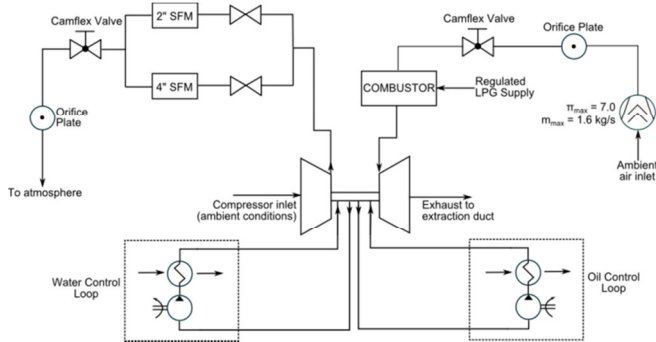 Camflex Valve
2" SFM
4" SFM
Orifice
Plate
To atmosphere
Camflex Valve
Orifice Plate
COMBUSTOR
Regulated
LPG Supply
πmax = 7.0
mmax = 1.6 kg/s
Ambient
air inlet
Compressor inlet
(ambient conditions)
Exhaust to
extraction duct
Water Control
Loop
Oil Control
Loop